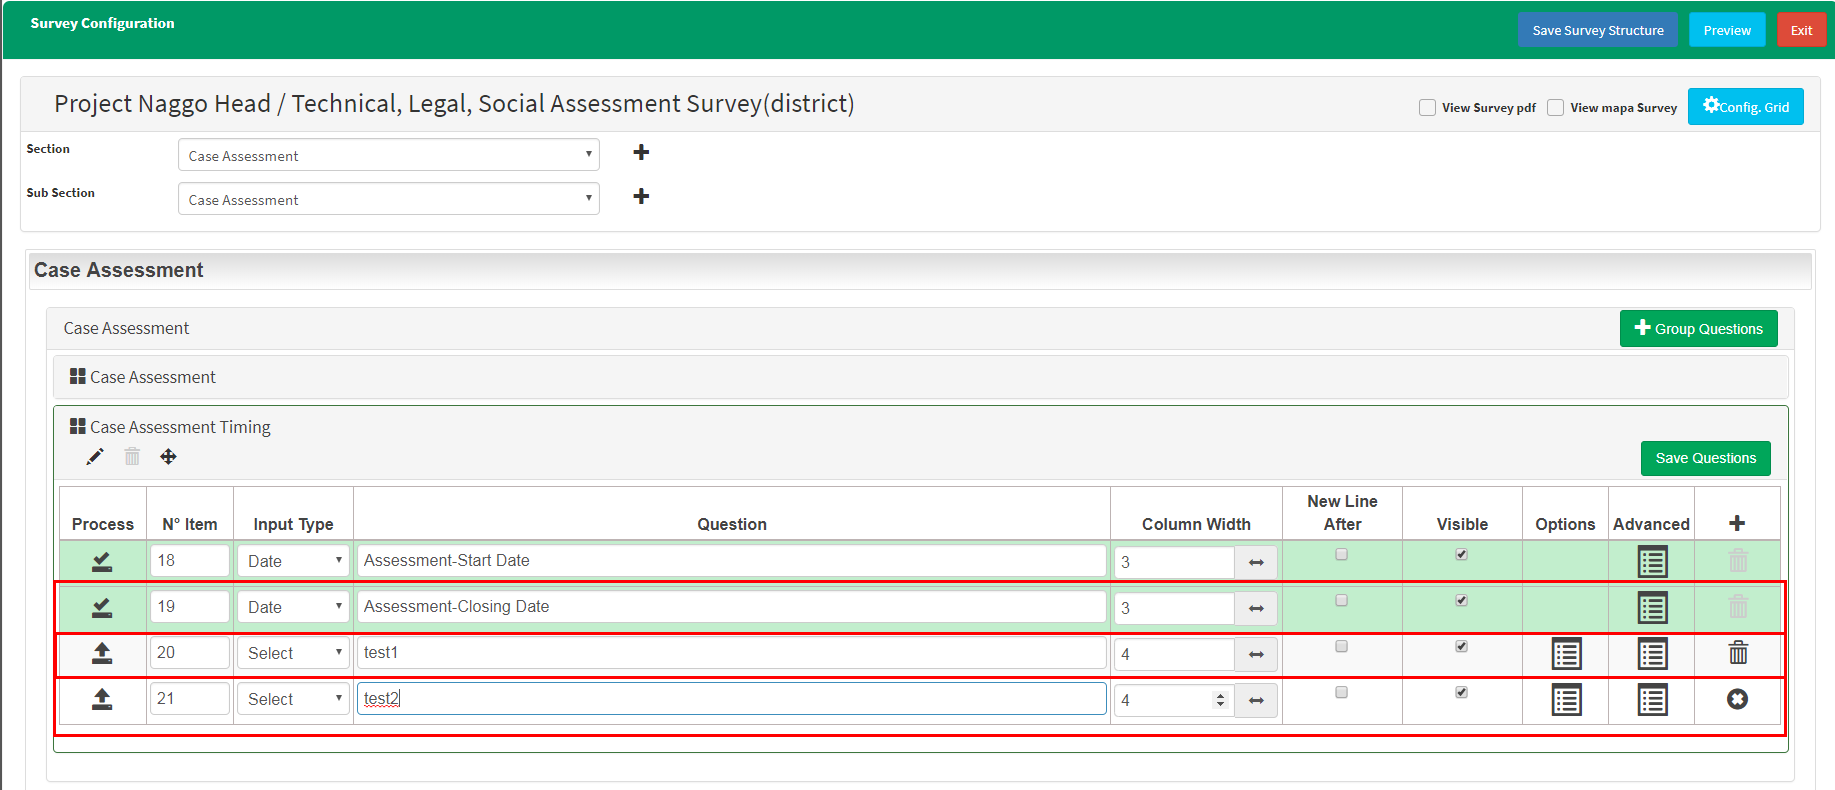 Survey Configuration
Save Survey Structure
Preview
Exit
Project Naggo Head / Technical, Legal, Social Assessment Survey(district)
View Survey pdf
View mapa Survey
Config. Grid
Section
Case Assessment
Sub Section
Case Assessment
Case Assessment
Case Assessment
Group Questions
Case Assessment
Case Assessment Timing
Save Questions
Process N° Item Input Type Question Column Width New Line After Visible Options Advanced
18 Date Assessment-Start Date 3
19 Date Assessment-Closing Date 3
20 Select test1 4
21 Select test2 4